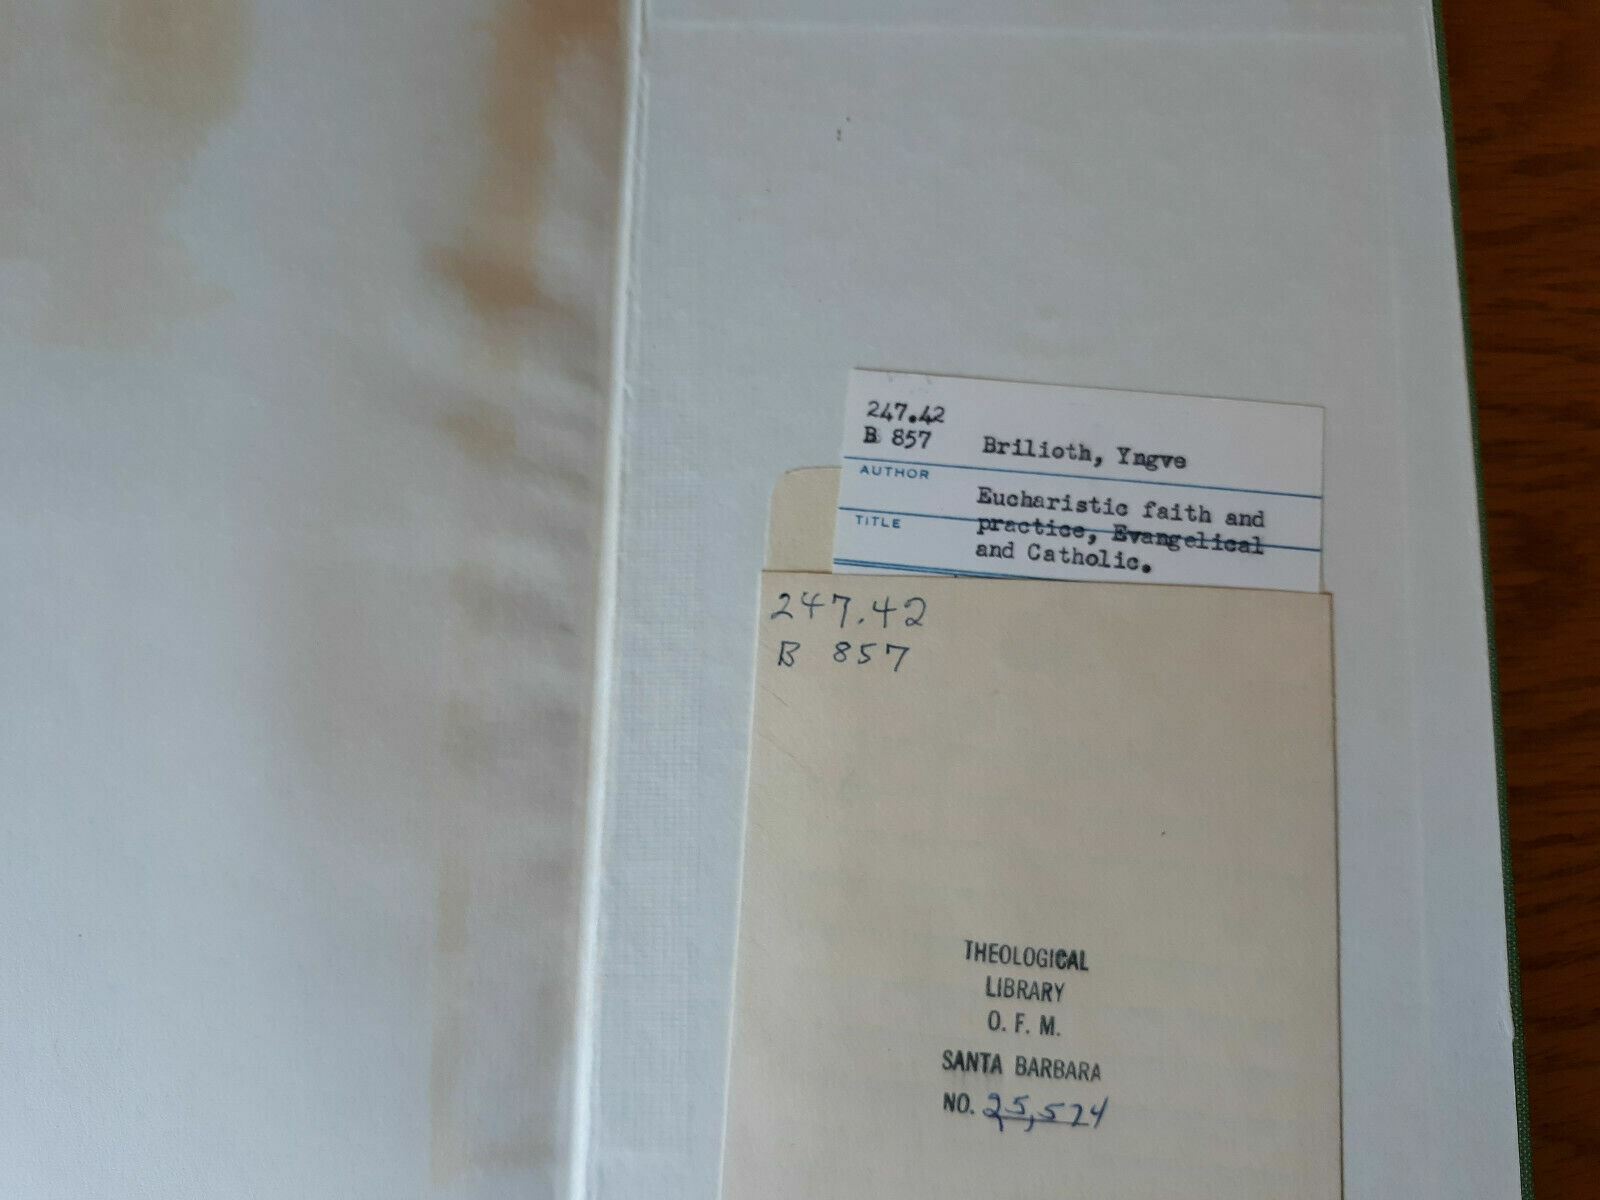 247.42
B 857 Brilioth, Yngve
AUTHOR
Eucharistic faith and
TITLE practice, Evangelical
and Catholic.
247.42
B 857
THEOLOGICAL
LIBRARY
O. F. M.
SANTA BARBARA
NO. 25,524